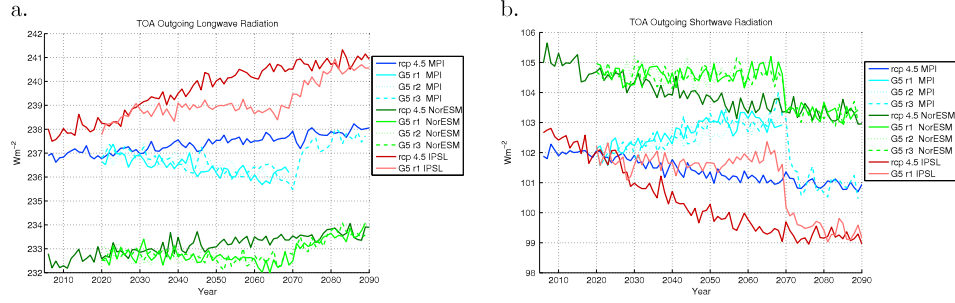 a.
TOA Outgoing Longwave Radiation
242
241
240
239
238
237
236
235
234
233
232
Wm⁻²
2010 2020 2030 2040 2050 2060 2070 2080 2090
Year
rcp 4.5 MPI
G5 r1 MPI
G5 r2 MPI
G5 r3 MPI
rcp 4.5 NorESM
G5 r1 NorESM
G5 r2 NorESM
G5 r3 NorESM
rcp 4.5 IPSL
G5 r1 IPSL
b.
TOA Outgoing Shortwave Radiation
106
105
104
103
102
101
100
99
98
Wm⁻²
2010 2020 2030 2040 2050 2060 2070 2080 2090
Year
rcp 4.5 MPI
G5 r1 MPI
G5 r2 MPI
G5 r3 MPI
rcp 4.5 NorESM
G5 r1 NorESM
G5 r2 NorESM
G5 r3 NorESM
rcp 4.5 IPSL
G5 r1 IPSL